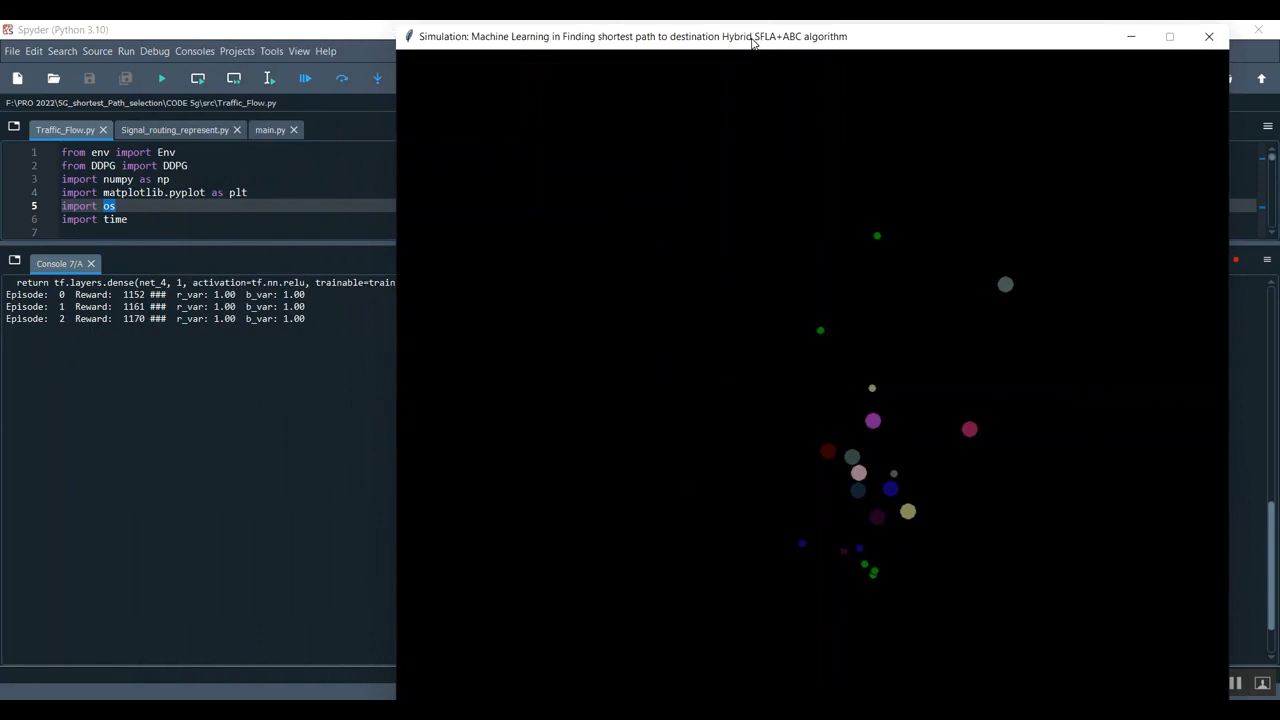 Spyder (Python 3.10)
Simulation: Machine Learning in Finding shortest path to destination Hybrid SFLA+ABC algorithm
File Edit Search Source Run Debug Consoles Projects Tools View Help
F:\PRO 2022\5G_shortest_Path_selection\CODE 5g\src\Traffic_Flow.py
Traffic_Flow.py Signal_routing_represent.py main.py
1 from env import Env
2 from DDPG import DDPG
3 import numpy as np
4 import matplotlib.pyplot as plt
5 import os
6 import time
7
Console 7/A
return tf.layers.dense(net_4, 1, activation=tf.nn.relu, trainable=train
Episode: 0 Reward: 1152 ### r_var: 1.00 b_var: 1.00
Episode: 1 Reward: 1161 ### r_var: 1.00 b_var: 1.00
Episode: 2 Reward: 1170 ### r_var: 1.00 b_var: 1.00